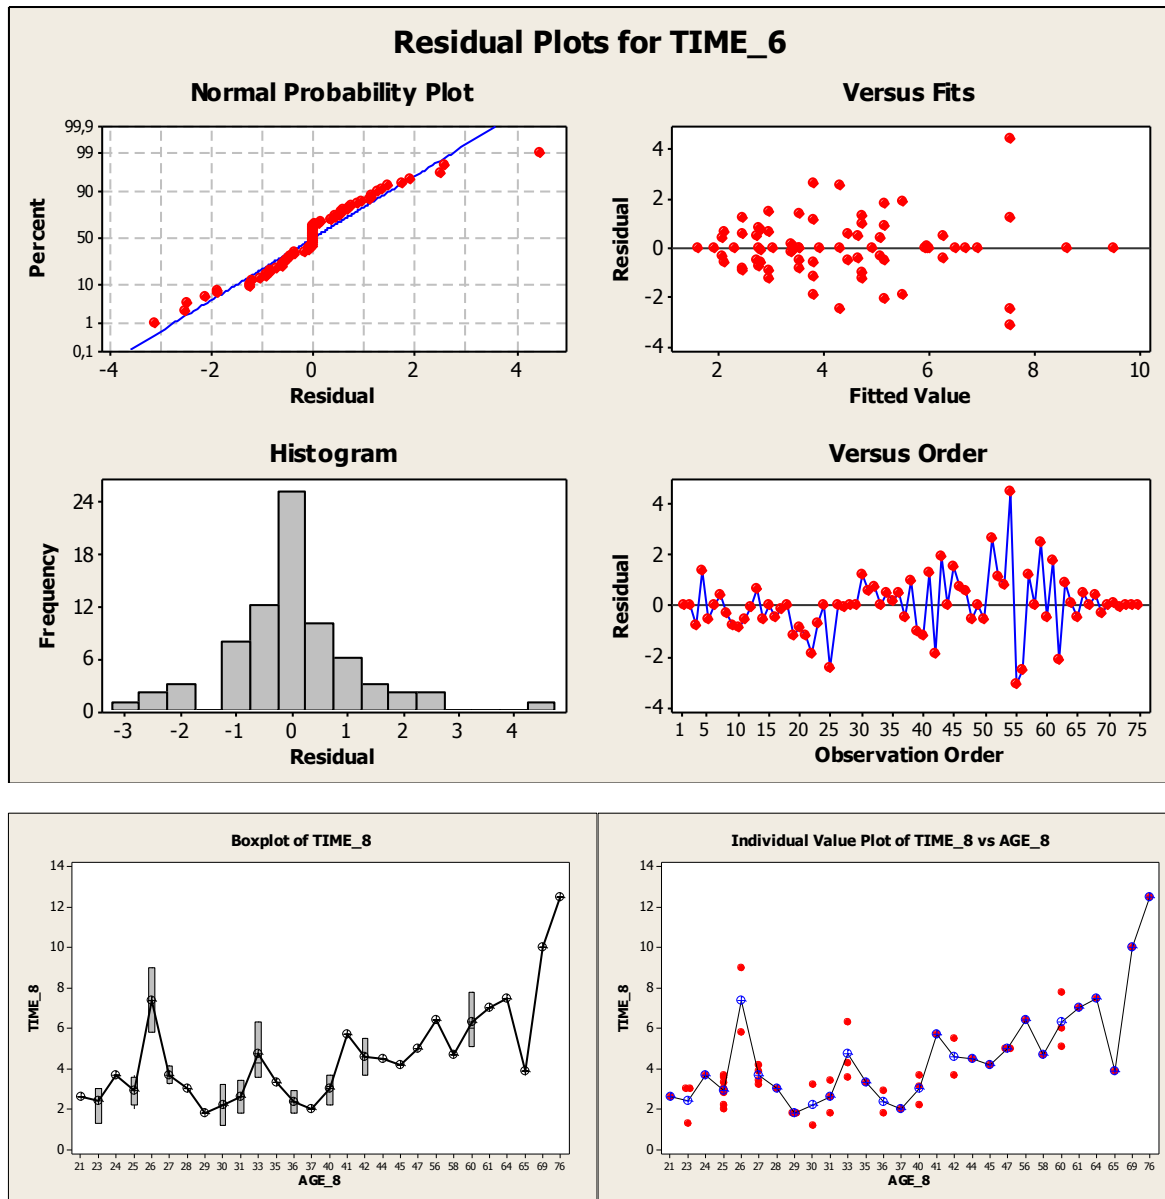 Residual Plots for TIME_6
Normal Probability Plot
99,9
99
90
50
10
1
0,1
Percent
-4 -2 0 2 4
Residual
Versus Fits
4
2
0
-2
-4
Residual
2 4 6 8 10
Fitted Value
Histogram
24
18
12
6
0
Frequency
-3 -2 -1 0 1 2 3 4
Residual
Versus Order
4
2
0
-2
-4
Residual
1 5 10 15 20 25 30 35 40 45 50 55 60 65 70 75
Observation Order
Boxplot of TIME_8
14
12
10
8
6
4
2
0
TIME_8
21 23 24 25 26 27 28 29 30 31 33 35 36 37 40 41 42 44 45 47 56 58 60 61 64 65 69 76
AGE_8
Individual Value Plot of TIME_8 vs AGE_8
14
12
10
8
6
4
2
0
TIME_8
21 23 24 25 26 27 28 29 30 31 33 35 36 37 40 41 42 44 45 47 56 58 60 61 64 65 69 76
AGE_8